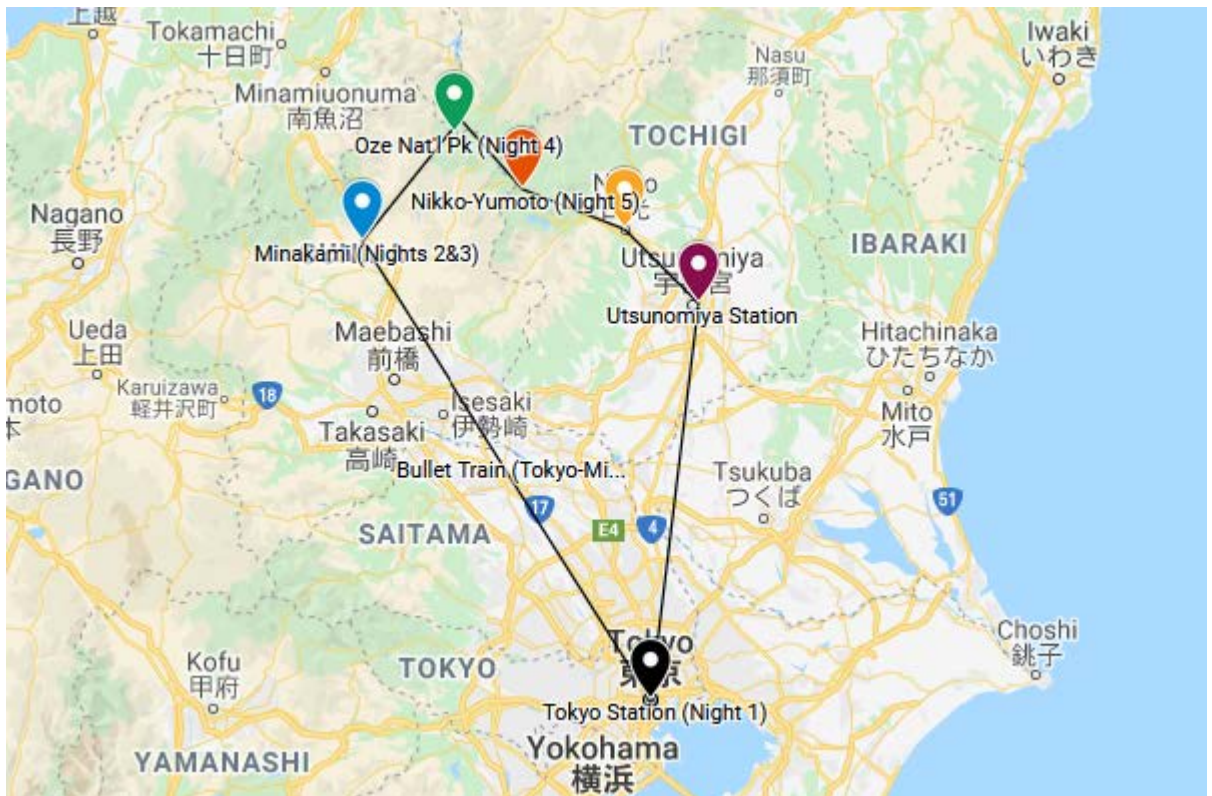 上越
Tokamachi
十日町
Iwaki
いわき
Nasu
那須町
Minamiuonuma
南魚沼
TOCHIGI
Oze Nat'l Pk (Night 4)
Nikko-Yumoto (Night 5)
Nagano
長野
Minakami (Nights 2&3)
IBARAKI
Utsunomiya
宇都宮
Utsunomiya Station
Ueda
上田
Maebashi
前橋
Hitachinaka
ひたちなか
Karuizawa
軽井沢町
18
Isesaki
伊勢崎
moto
本
Takasaki
高崎
Mito
水戸
Bullet Train (Tokyo-Mi...
Tsukuba
つくば
GANO
17
E4
4
51
SAITAMA
Tokyo
東京
Choshi
銚子
Kofu
甲府
TOKYO
Tokyo Station (Night 1)
Yokohama
横浜
YAMANASHI